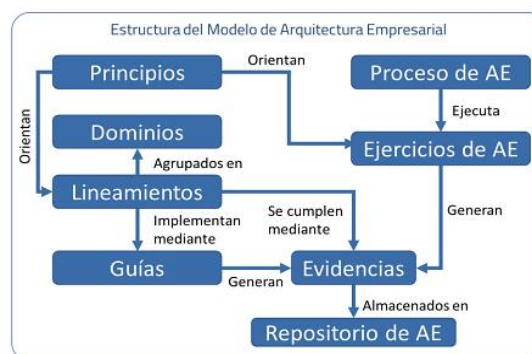 Estructura del Modelo de Arquitectura Empresarial
Principios
Orientan
Proceso de AE
Orientan
Ejecuta
Dominios
Agrupados en
Ejercicios de AE
Lineamientos
Implementan
mediante
Se cumplen
mediante
Generan
Guías
Generan
Evidencias
Almacenados en
Repositorio de AE